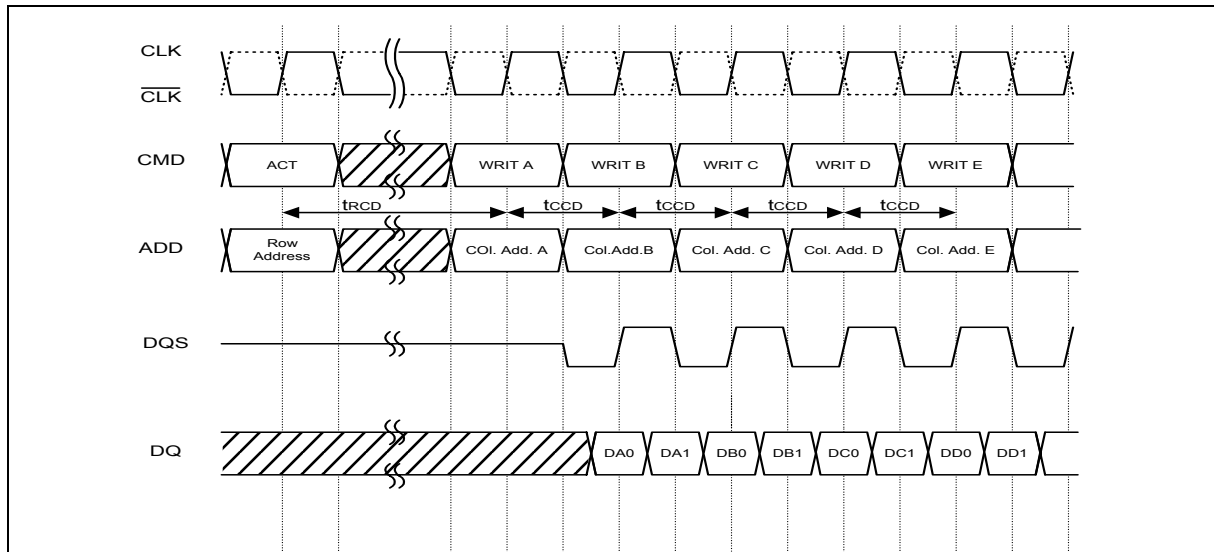 CLK
CLK
CMD ACT WRIT A WRIT B WRIT C WRIT D WRIT E
tRCD tCCD tCCD tCCD tCCD
ADD Row Address COl. Add. A Col.Add.B Col. Add. C Col. Add. D Col. Add. E
DQS
DQ DA0 DA1 DB0 DB1 DC0 DC1 DD0 DD1